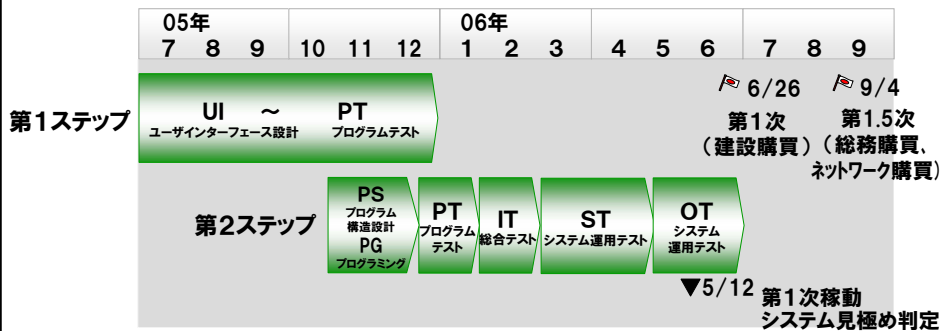 05年 06年
7 8 9 10 11 12 1 2 3 4 5 6 7 8 9
第1ステップ
UI ～ PT
ユーザインターフェース設計 プログラムテスト
6/26
第1次
（建設購買）
9/4
第1.5次
（総務購買、
ネットワーク購買）
第2ステップ
PS
プログラム
構造設計
PG
プログラミング
PT
プログラム
テスト
IT
総合テスト
ST
システム運用テスト
OT
システム
運用テスト
▼5/12
第1次稼動
システム見極め判定